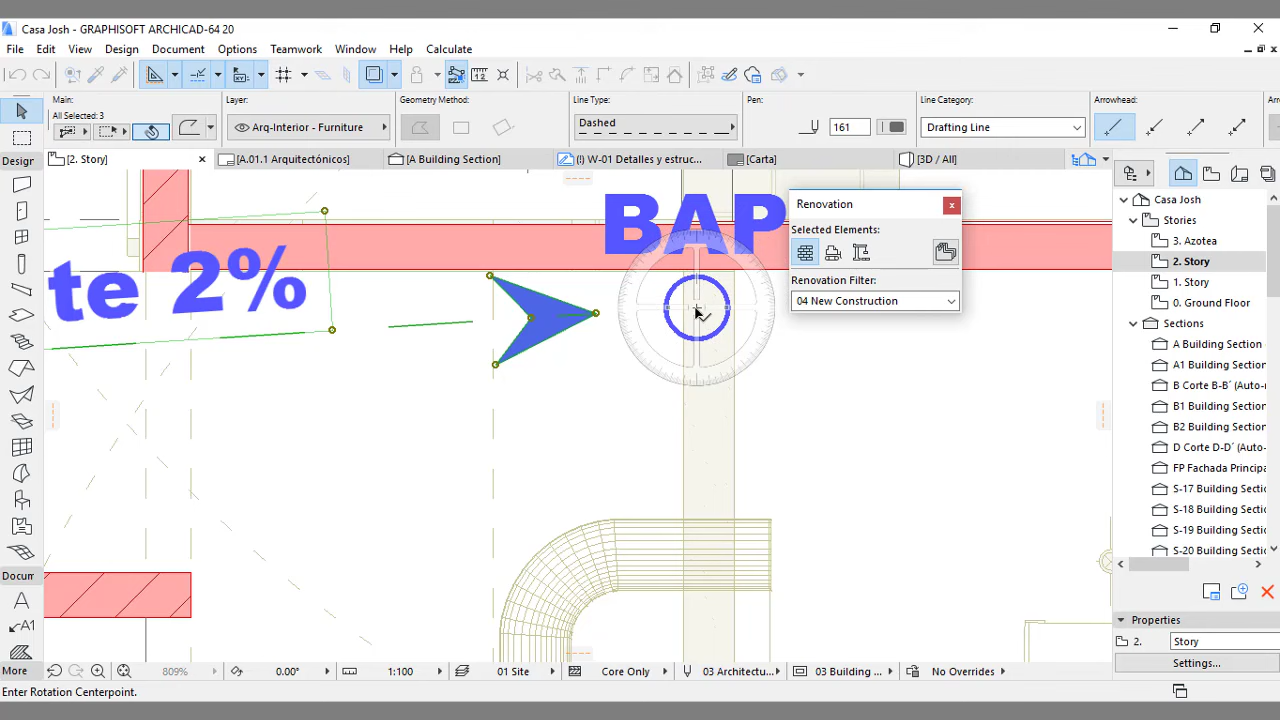 Casa Josh - GRAPHISOFT ARCHICAD-64 20
File Edit View Design Document Options Teamwork Window Help Calculate
Main:
All Selected: 3
Layer:
Arq-Interior - Furniture
Geometry Method:
Line Type:
Dashed
Pen:
161
Line Category:
Drafting Line
Arrowhead:
Ar
Design
[2. Story]
[A.01.1 Arquitectónicos]
[A Building Section]
(!) W-01 Detalles y estruc...
[Carta]
[3D / All]
te 2%
BAP
Renovation
Selected Elements:
Renovation Filter:
04 New Construction
Casa Josh
Stories
3. Azotea
2. Story
1. Story
0. Ground Floor
Sections
A Building Section
A1 Building Section
B Corte B-B´ (Auto-r
B1 Building Section
B2 Building Section
D Corte D-D´ (Auto-
FP Fachada Principa
S-17 Building Sectio
S-18 Building Sectio
S-19 Building Sectio
S-20 Building Sectio
Docum
A1
More
Properties
2.
Story
Settings...
809%
0.00°
1:100
01 Site
Core Only
03 Architectu...
03 Building ...
No Overrides
Enter Rotation Centerpoint.